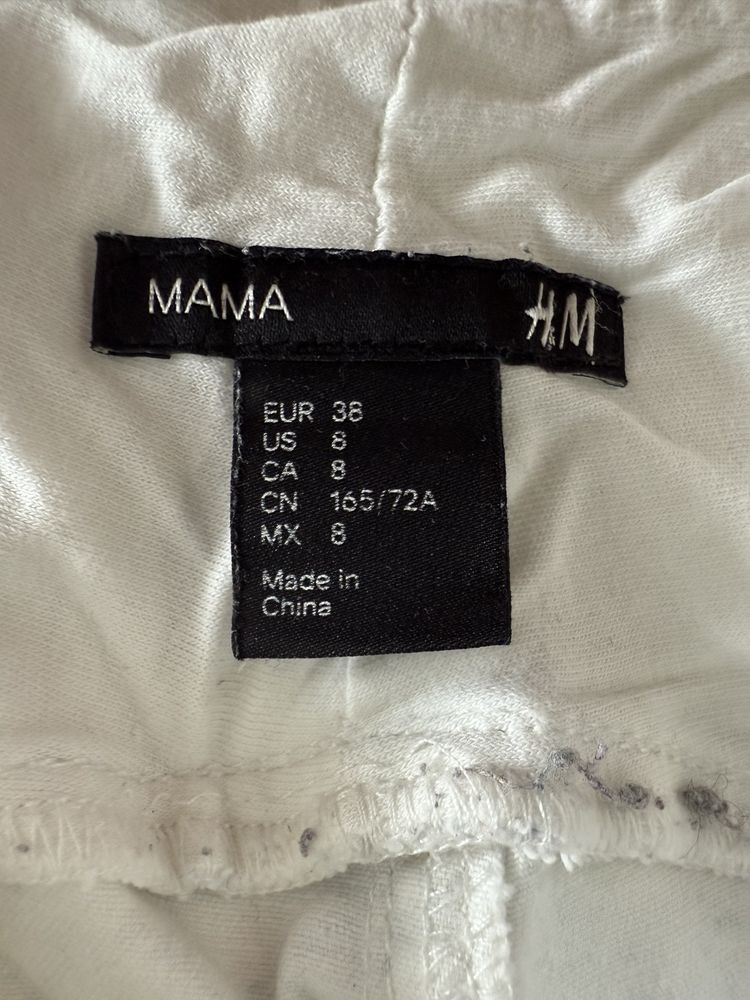 MAMA H&M
EUR 38
US 8
CA 8
CN 165/72A
MX 8
Made in
China